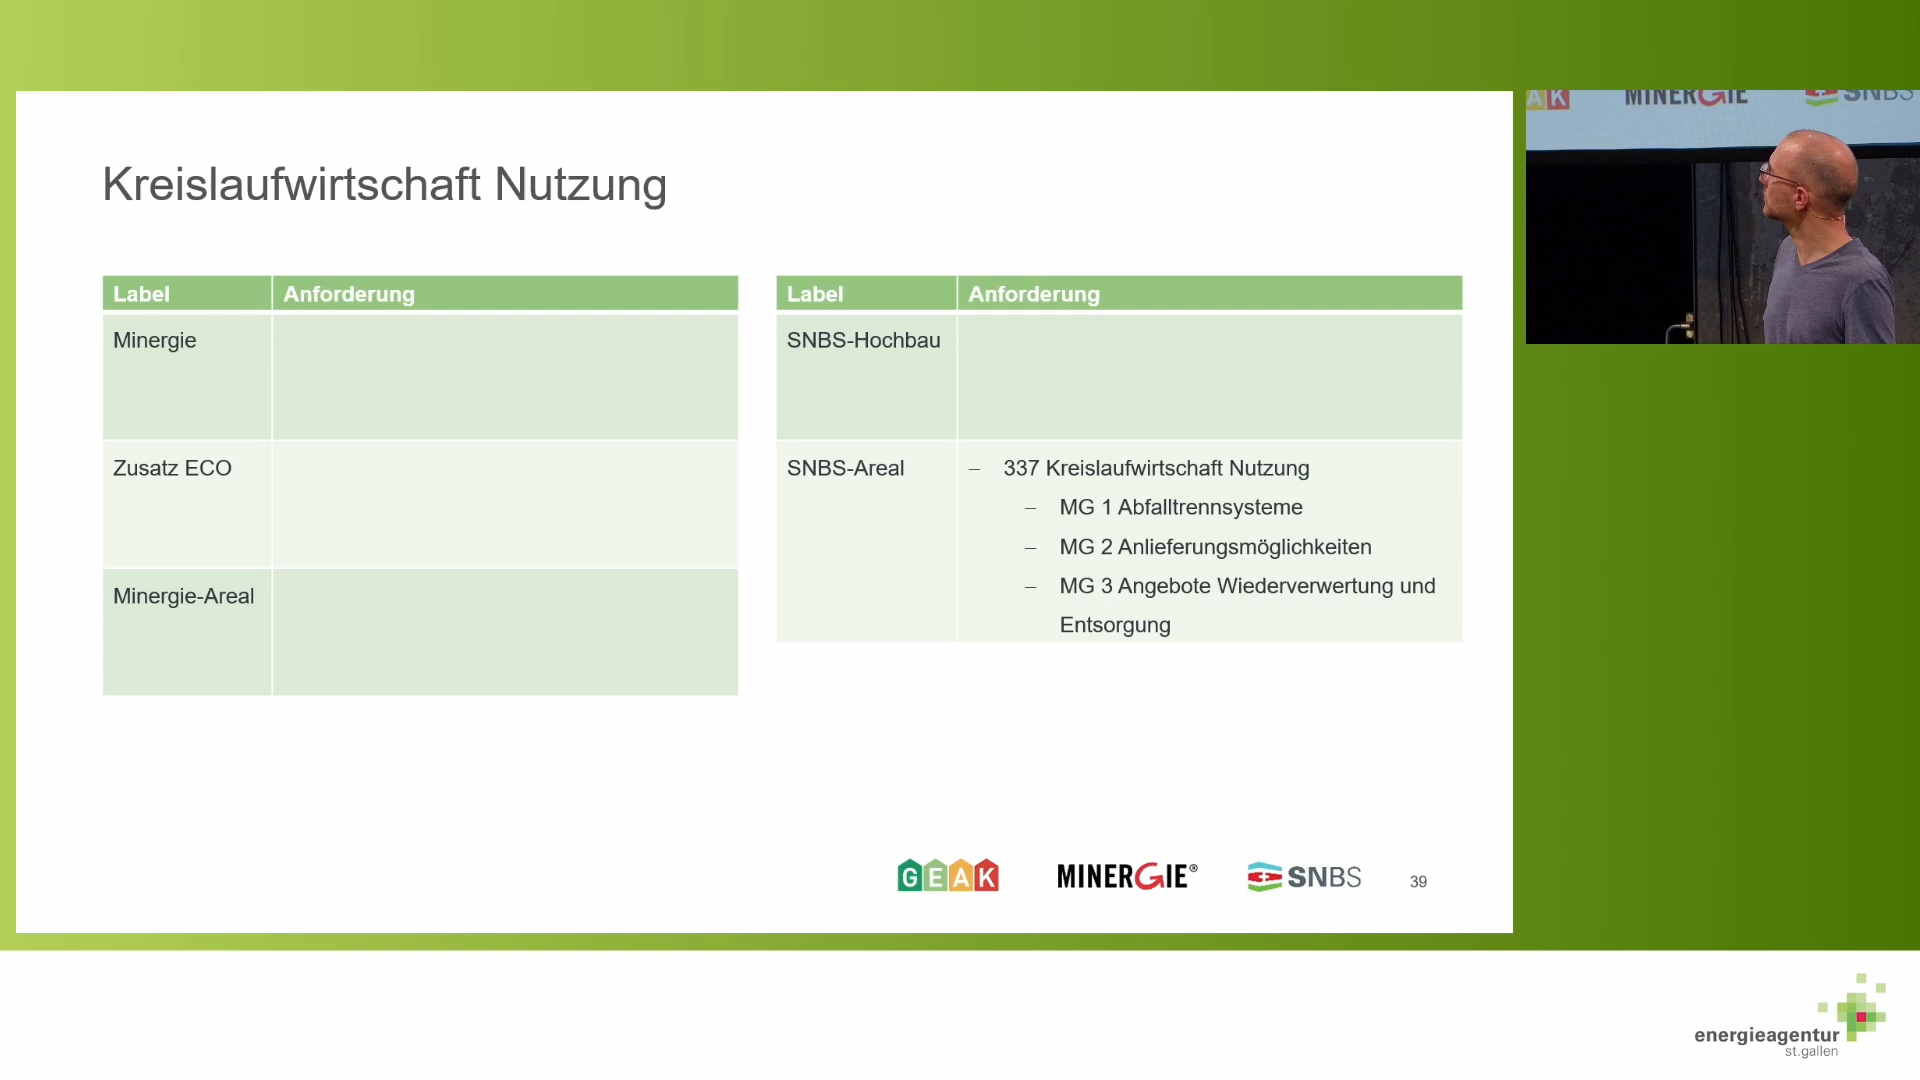 AK MINERGIE SNBS
Kreislaufwirtschaft Nutzung
Label Anforderung
Minergie
Zusatz ECO
Minergie-Areal
Label Anforderung
SNBS-Hochbau
SNBS-Areal – 337 Kreislaufwirtschaft Nutzung
– MG 1 Abfalltrennsysteme
– MG 2 Anlieferungsmöglichkeiten
– MG 3 Angebote Wiederverwertung und
Entsorgung
GEAK MINERGIE® SNBS 39
energieagentur
st.gallen